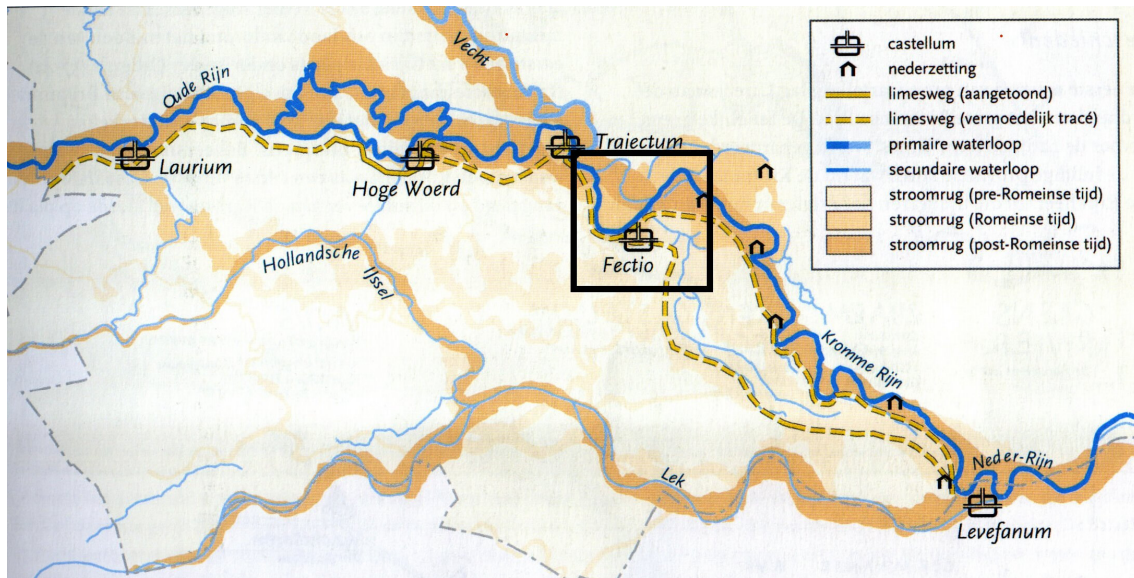 castellum
nederzetting
limesweg (aangetoond)
limesweg (vermoedelijk tracé)
primaire waterloop
secundaire waterloop
stroomrug (pre-Romeinse tijd)
stroomrug (Romeinse tijd)
stroomrug (post-Romeinse tijd)
Vecht
Oude Rijn
Laurium
Hoge Woerd
Traiectum
Fectio
Hollandsche
IJssel
Kromme Rijn
Lek
Neder-Rijn
Levefanum